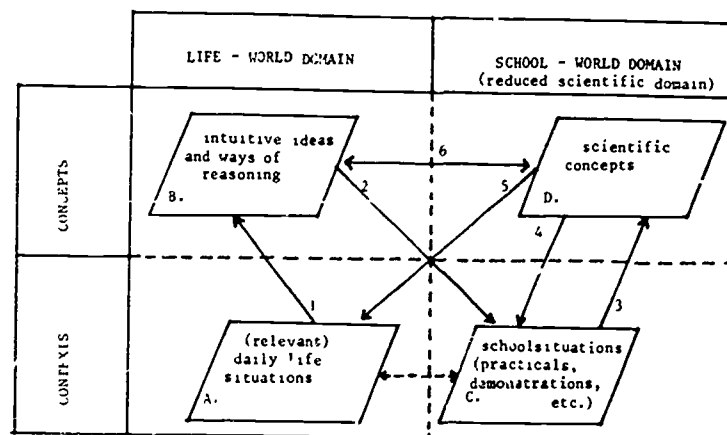 LIFE - WORLD DOMAIN
SCHOOL - WORLD DOMAIN
(reduced scientific domain)
CONCEPTS
intuitive ideas
and ways of
reasoning
B.
6
2
5
scientific
concepts
D.
4
1
3
CONTEXTS
(relevant)
daily life
situations
A.
schoolsituations
(practicals,
demonstrations,
etc.)
C.